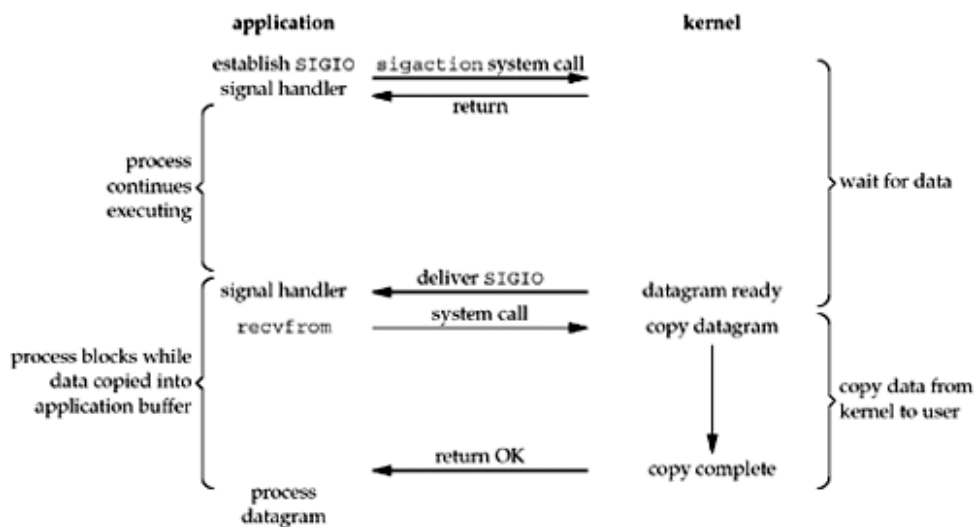 application
kernel
establish SIGIO
signal handler
sigaction system call
return
process
continues
executing
wait for data
signal handler
deliver SIGIO
datagram ready
recvfrom
system call
copy datagram
process blocks while
data copied into
application buffer
copy data from
kernel to user
return OK
copy complete
process
datagram